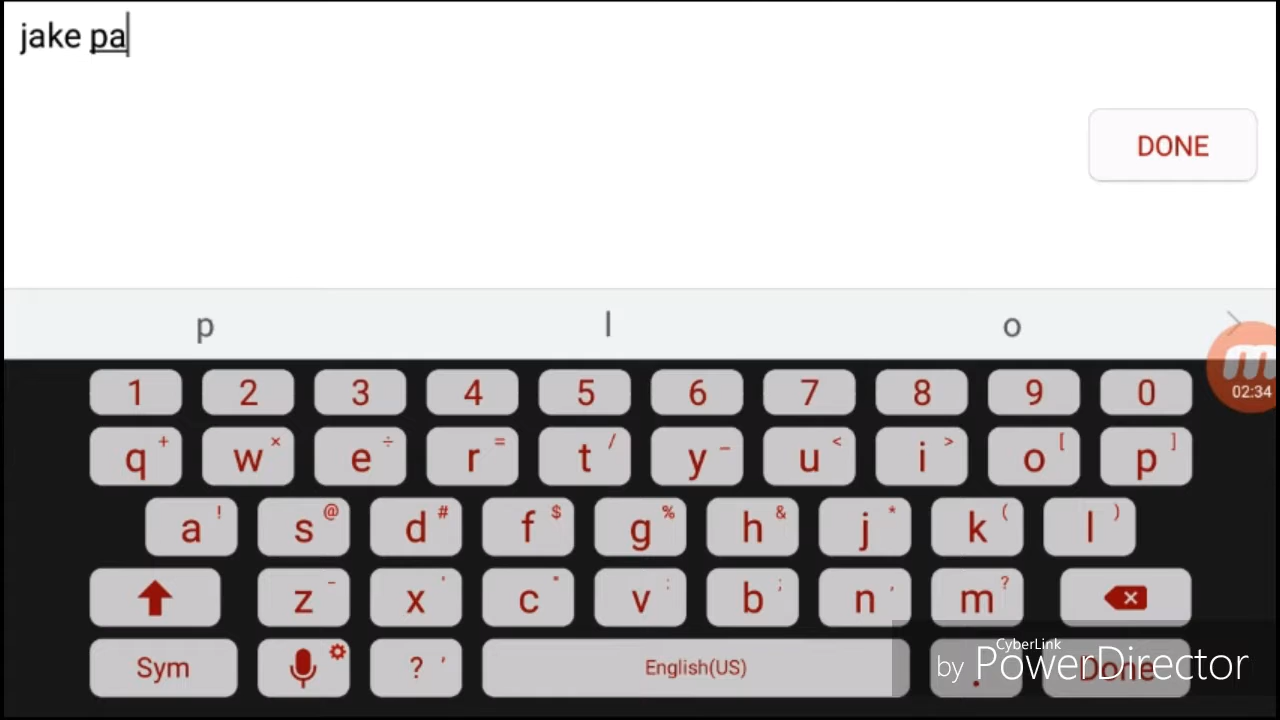 jake pa
DONE
p l o
02:34
1 2 3 4 5 6 7 8 9 0
q + w × e ÷ r = t / y _ u < i > o [ p ]
a ! s @ d # f $ g % h & j * k ( l )
z - x ' c " v : b ; n , m ?
Sym ? , English(US) . Done
CyberLink
by PowerDirector